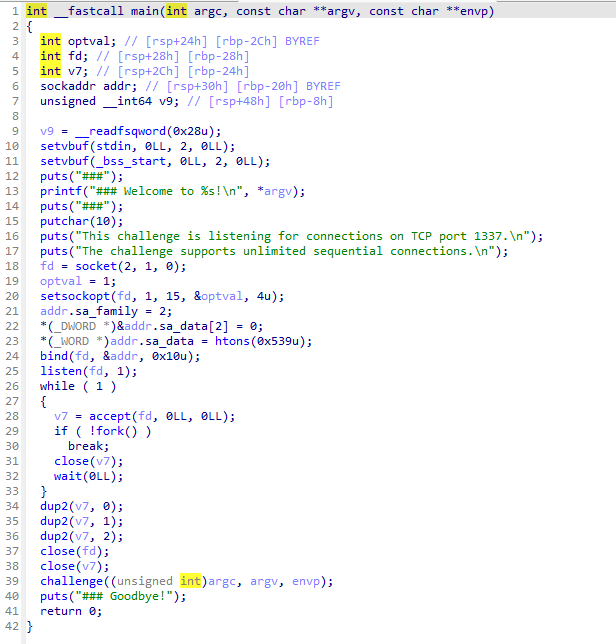 1 int __fastcall main(int argc, const char **argv, const char **envp)
2 {
3   int optval; // [rsp+24h] [rbp-2Ch] BYREF
4   int fd; // [rsp+28h] [rbp-28h]
5   int v7; // [rsp+2Ch] [rbp-24h]
6   sockaddr addr; // [rsp+30h] [rbp-20h] BYREF
7   unsigned __int64 v9; // [rsp+48h] [rbp-8h]
8
9   v9 = __readfsqword(0x28u);
10   setvbuf(stdin, 0LL, 2, 0LL);
11   setvbuf(_bss_start, 0LL, 2, 0LL);
12   puts("###");
13   printf("### Welcome to %s!\n", *argv);
14   puts("###");
15   putchar(10);
16   puts("This challenge is listening for connections on TCP port 1337.\n");
17   puts("The challenge supports unlimited sequential connections.\n");
18   fd = socket(2, 1, 0);
19   optval = 1;
20   setsockopt(fd, 1, 15, &optval, 4u);
21   addr.sa_family = 2;
22   *(_DWORD *)&addr.sa_data[2] = 0;
23   *(_WORD *)addr.sa_data = htons(0x539u);
24   bind(fd, &addr, 0x10u);
25   listen(fd, 1);
26   while ( 1 )
27   {
28     v7 = accept(fd, 0LL, 0LL);
29     if ( !fork() )
30       break;
31     close(v7);
32     wait(0LL);
33   }
34   dup2(v7, 0);
35   dup2(v7, 1);
36   dup2(v7, 2);
37   close(fd);
38   close(v7);
39   challenge((unsigned int)argc, argv, envp);
40   puts("### Goodbye!");
41   return 0;
42 }